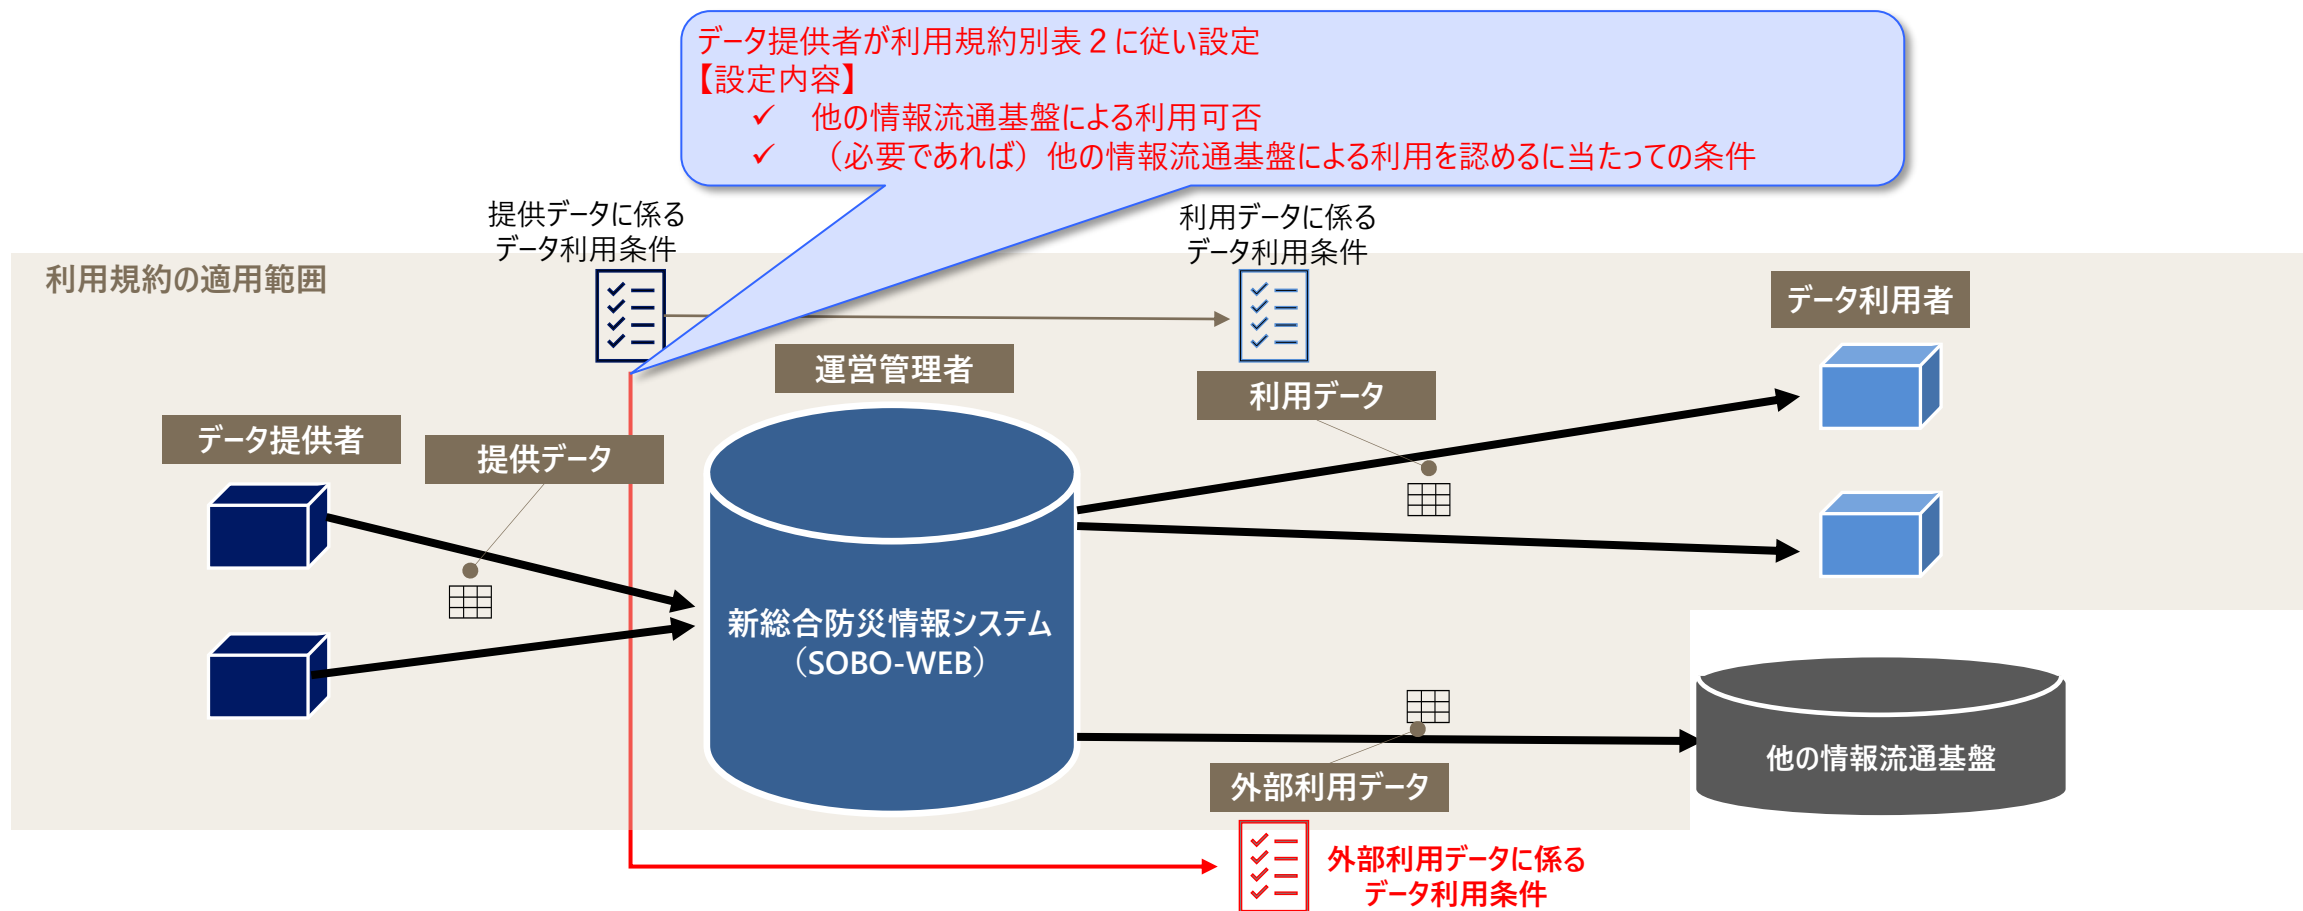 データ提供者が利用規約別表２に従い設定
【設定内容】
✓ 他の情報流通基盤による利用可否
✓ （必要であれば）他の情報流通基盤による利用を認めるに当たっての条件
提供データに係る
データ利用条件
利用データに係る
データ利用条件
利用規約の適用範囲
データ利用者
運営管理者
利用データ
データ提供者
提供データ
新総合防災情報システム
（SOBO-WEB）
他の情報流通基盤
外部利用データ
外部利用データに係る
データ利用条件